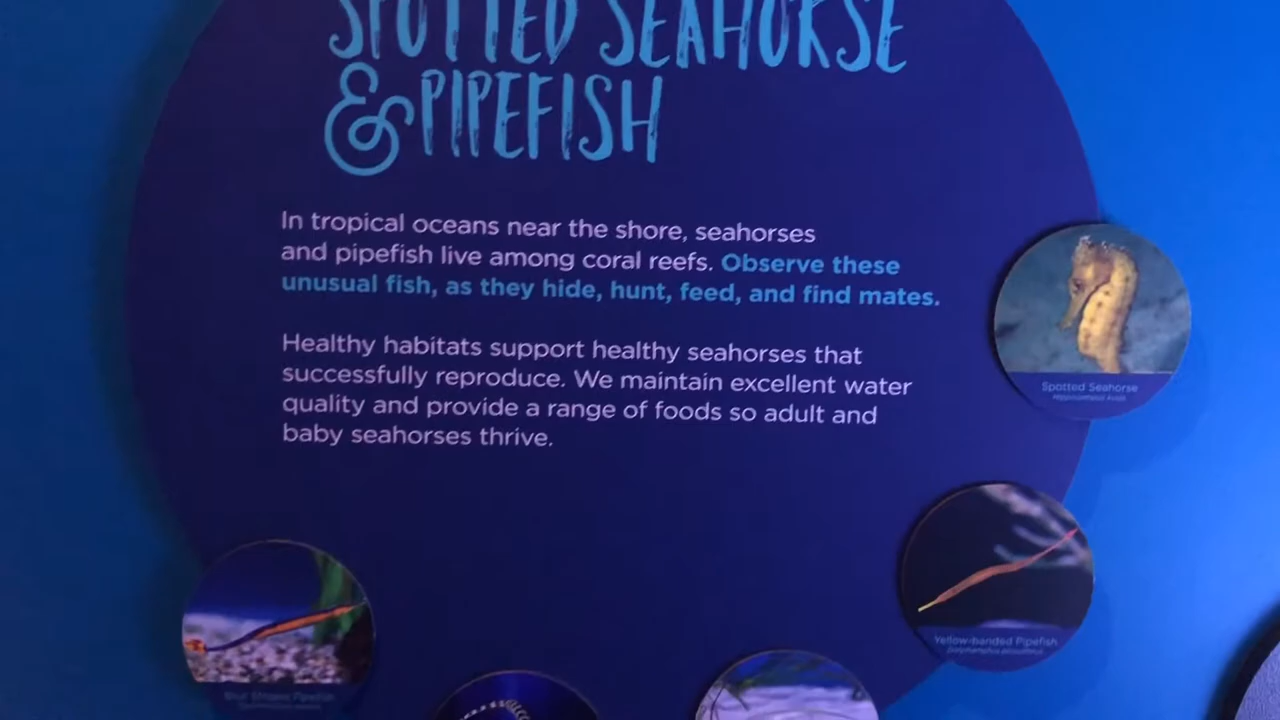 SPOTTED SEAHORSE
& PIPEFISH
In tropical oceans near the shore, seahorses
and pipefish live among coral reefs. Observe these
unusual fish, as they hide, hunt, feed, and find mates.
Healthy habitats support healthy seahorses that
successfully reproduce. We maintain excellent water
quality and provide a range of foods so adult and
baby seahorses thrive.
Spotted Seahorse
Yellow-banded Pipefish
Pipefish